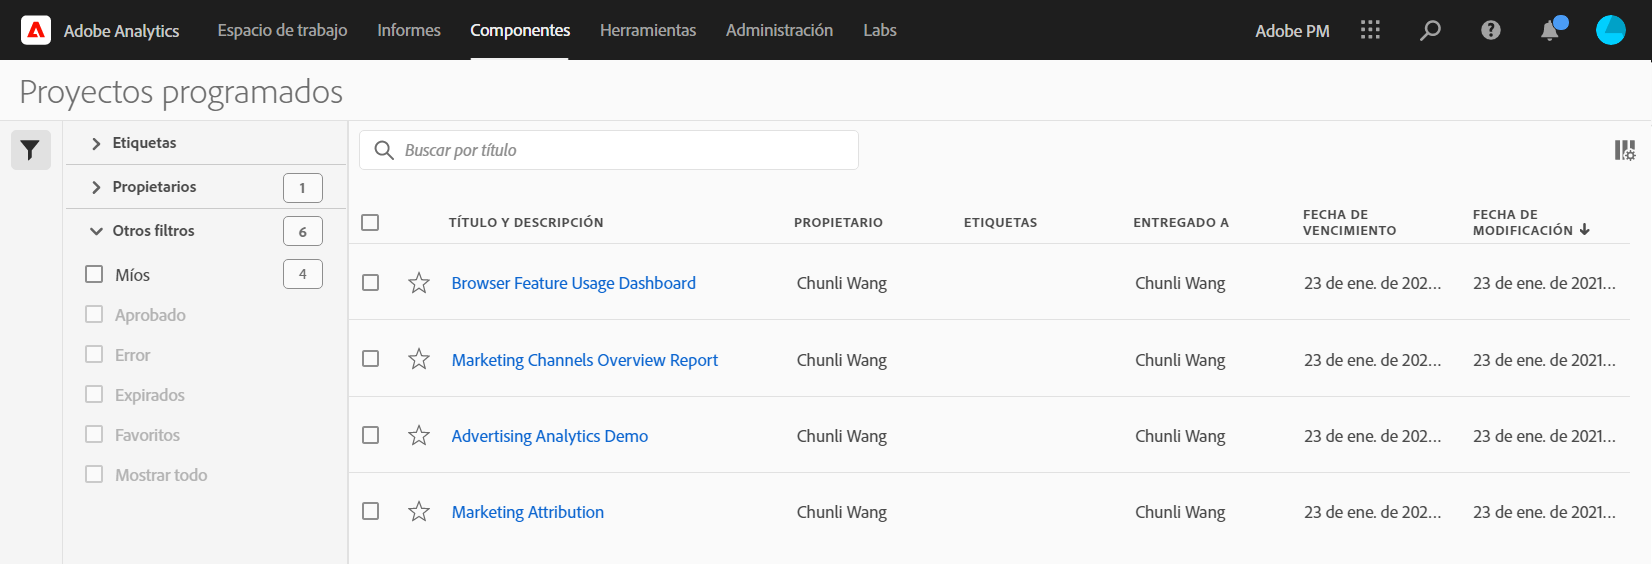 Adobe Analytics Espacio de trabajo Informes Componentes Herramientas Administración Labs Adobe PM
Proyectos programados
Etiquetas
Propietarios 1
Otros filtros 6
Míos 4
Aprobado
Error
Expirados
Favoritos
Mostrar todo
Buscar por título
TÍTULO Y DESCRIPCIÓN PROPIETARIO ETIQUETAS ENTREGADO A FECHA DE VENCIMIENTO FECHA DE MODIFICACIÓN
Browser Feature Usage Dashboard Chunli Wang Chunli Wang 23 de ene. de 202... 23 de ene. de 2021...
Marketing Channels Overview Report Chunli Wang Chunli Wang 23 de ene. de 202... 23 de ene. de 2021...
Advertising Analytics Demo Chunli Wang Chunli Wang 23 de ene. de 202... 23 de ene. de 2021...
Marketing Attribution Chunli Wang Chunli Wang 23 de ene. de 202... 23 de ene. de 2021...